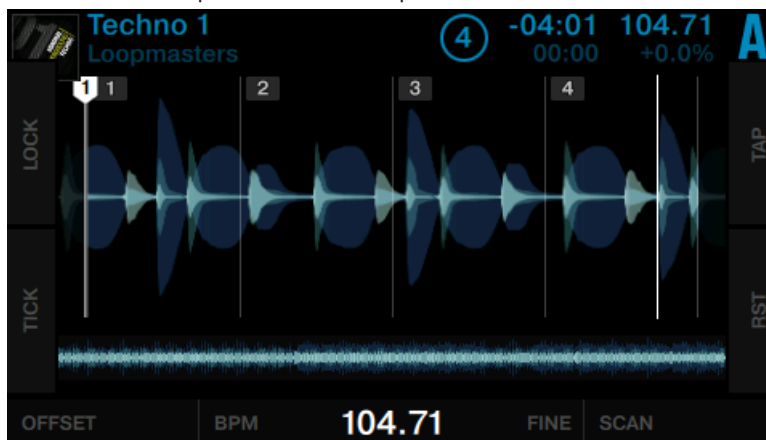 Techno 1
Loopmasters
4
-04:01 104.71
00:00 +0.0%
A
1 1 2 3 4
LOCK
TAP
TICK
RST
OFFSET BPM 104.71 FINE SCAN